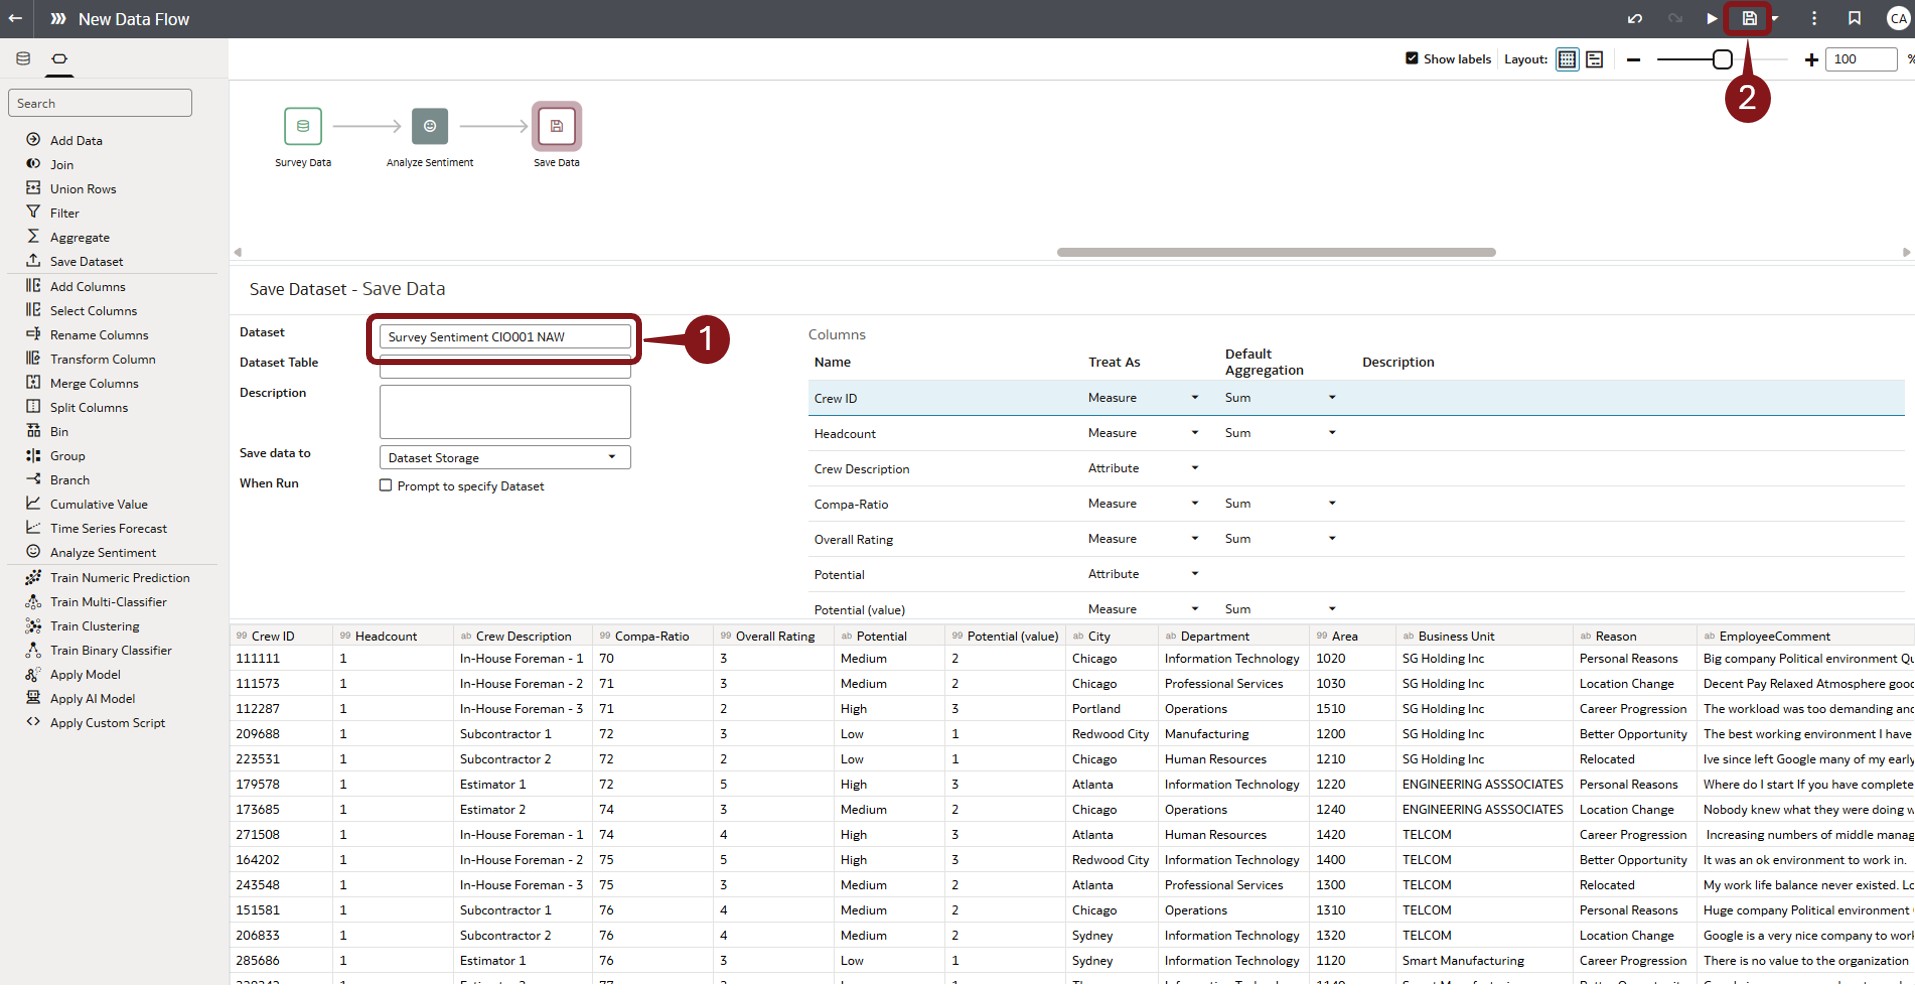 New Data Flow
CA
2
Show labels Layout: 100 %
Search
Add Data
Join
Union Rows
Filter
Aggregate
Save Dataset
Add Columns
Select Columns
Rename Columns
Transform Column
Merge Columns
Split Columns
Bin
Group
Branch
Cumulative Value
Time Series Forecast
Analyze Sentiment
Train Numeric Prediction
Train Multi-Classifier
Train Clustering
Train Binary Classifier
Apply Model
Apply AI Model
Apply Custom Script
Survey Data Analyze Sentiment Save Data
Save Dataset - Save Data
Dataset Survey Sentiment CIO001 NAW
1
Dataset Table
Description
Save data to Dataset Storage
When Run Prompt to specify Dataset
Columns
Name Treat As Default Aggregation Description
Crew ID Measure Sum
Headcount Measure Sum
Crew Description Attribute
Compa-Ratio Measure Sum
Overall Rating Measure Sum
Potential Attribute
Potential (value) Measure Sum
99 Crew ID 99 Headcount ab Crew Description 99 Compa-Ratio 99 Overall Rating ab Potential 99 Potential (value) ab City ab Department 99 Area ab Business Unit ab Reason ab EmployeeComment
111111 1 In-House Foreman - 1 70 3 Medium 2 Chicago Information Technology 1020 SG Holding Inc Personal Reasons Big company Political environment Qu
111573 1 In-House Foreman - 2 71 3 Medium 2 Chicago Professional Services 1030 SG Holding Inc Location Change Decent Pay Relaxed Atmosphere good
112287 1 In-House Foreman - 3 71 2 High 3 Portland Operations 1510 SG Holding Inc Career Progression The workload was too demanding and
209688 1 Subcontractor 1 72 3 Low 1 Redwood City Manufacturing 1200 SG Holding Inc Better Opportunity The best working environment I have
223531 1 Subcontractor 2 72 2 Low 1 Chicago Human Resources 1210 SG Holding Inc Relocated Ive since left Google many of my early
179578 1 Estimator 1 72 5 High 3 Atlanta Information Technology 1220 ENGINEERING ASSSOCIATES Personal Reasons Where do I start If you have complete
173685 1 Estimator 2 74 3 Medium 2 Chicago Operations 1240 ENGINEERING ASSSOCIATES Location Change Nobody knew what they were doing w
271508 1 In-House Foreman - 1 74 4 High 3 Atlanta Human Resources 1420 TELCOM Career Progression Increasing numbers of middle manag
164202 1 In-House Foreman - 2 75 5 High 3 Redwood City Information Technology 1400 TELCOM Better Opportunity It was an ok environment to work in.
243548 1 In-House Foreman - 3 75 3 Medium 2 Atlanta Professional Services 1300 TELCOM Relocated My work life balance never existed. Lo
151581 1 Subcontractor 1 76 4 Medium 2 Chicago Operations 1310 TELCOM Personal Reasons Huge company Political environment
206833 1 Subcontractor 2 76 4 Medium 2 Sydney Information Technology 1320 TELCOM Location Change Google is a very nice company to work
285686 1 Estimator 1 76 3 Low 1 Sydney Information Technology 1120 Smart Manufacturing Career Progression There is no value to the organization